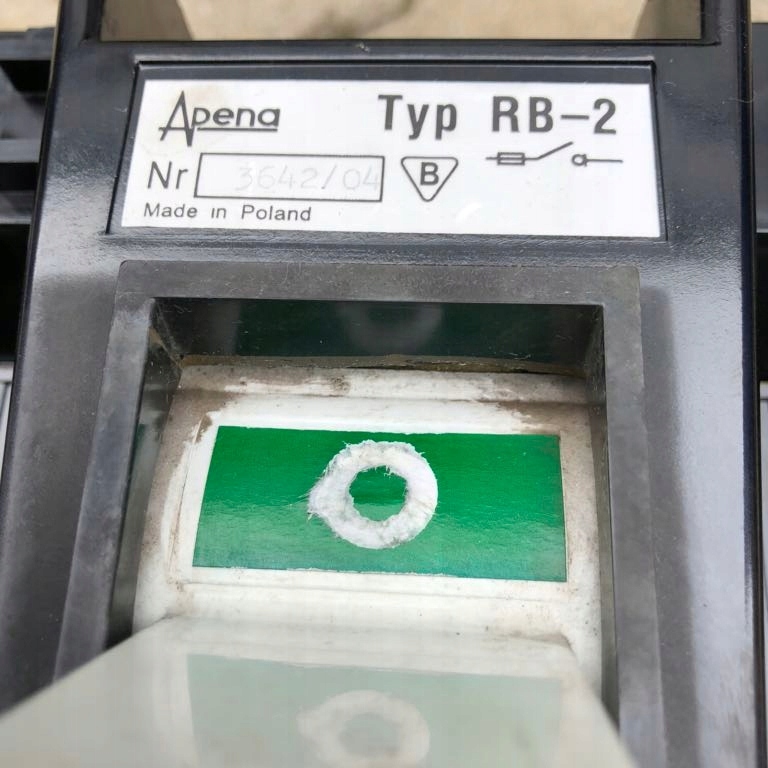 Apena Typ RB-2
Nr 3642/04 B
Made in Poland